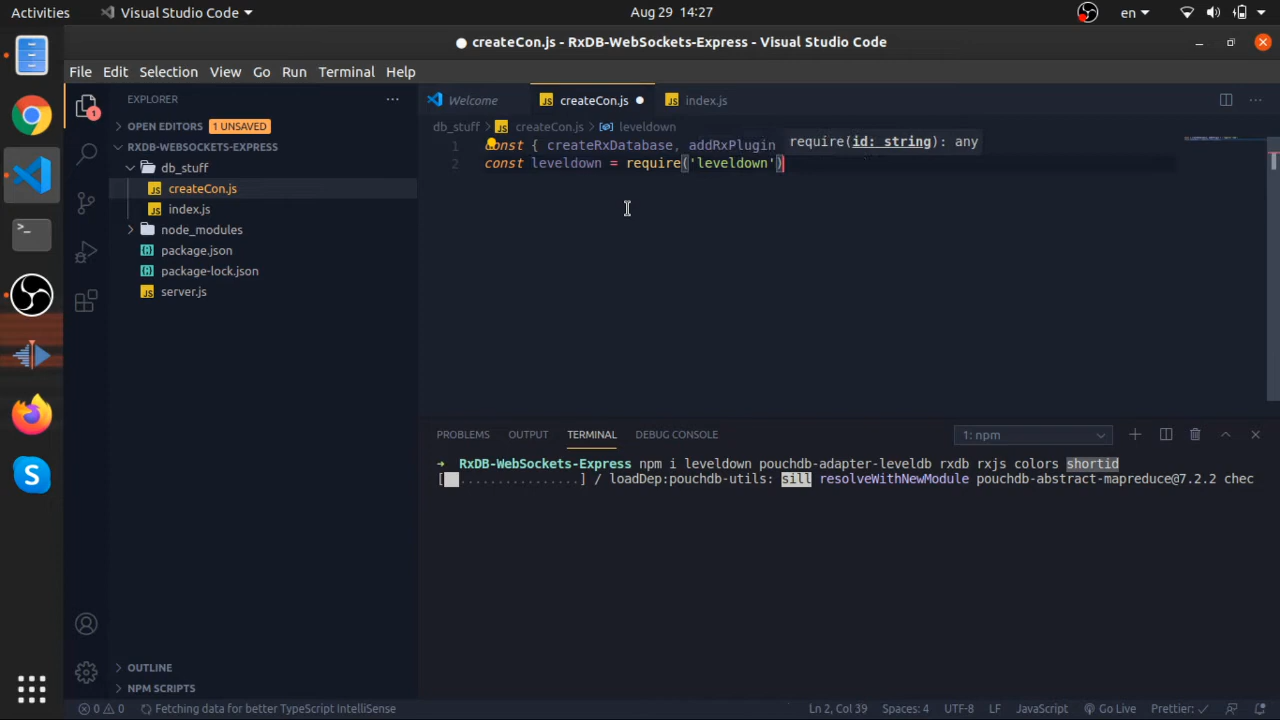 Activities Visual Studio Code Aug 29 14:27 en
createCon.js - RxDB-WebSockets-Express - Visual Studio Code
File Edit Selection View Go Run Terminal Help
EXPLORER
Welcome
createCon.js
index.js
OPEN EDITORS 1 UNSAVED
RXDB-WEBSOCKETS-EXPRESS
db_stuff
createCon.js
index.js
node_modules
package.json
package-lock.json
server.js
OUTLINE
NPM SCRIPTS
1
S
db_stuff createCon.js leveldown
1 const { createRxDatabase, addRxPlugin
require(id: string): any
2 const leveldown = require('leveldown')
PROBLEMS OUTPUT TERMINAL DEBUG CONSOLE 1: npm
➜ RxDB-WebSockets-Express npm i leveldown pouchdb-adapter-leveldb rxdb rxjs colors shortid
[ ................] / loadDep:pouchdb-utils: sill resolveWithNewModule pouchdb-abstract-mapreduce@7.2.2 chec
0 0 Fetching data for better TypeScript IntelliSense Ln 2, Col 39 Spaces: 4 UTF-8 LF JavaScript Go Live Prettier: ✓